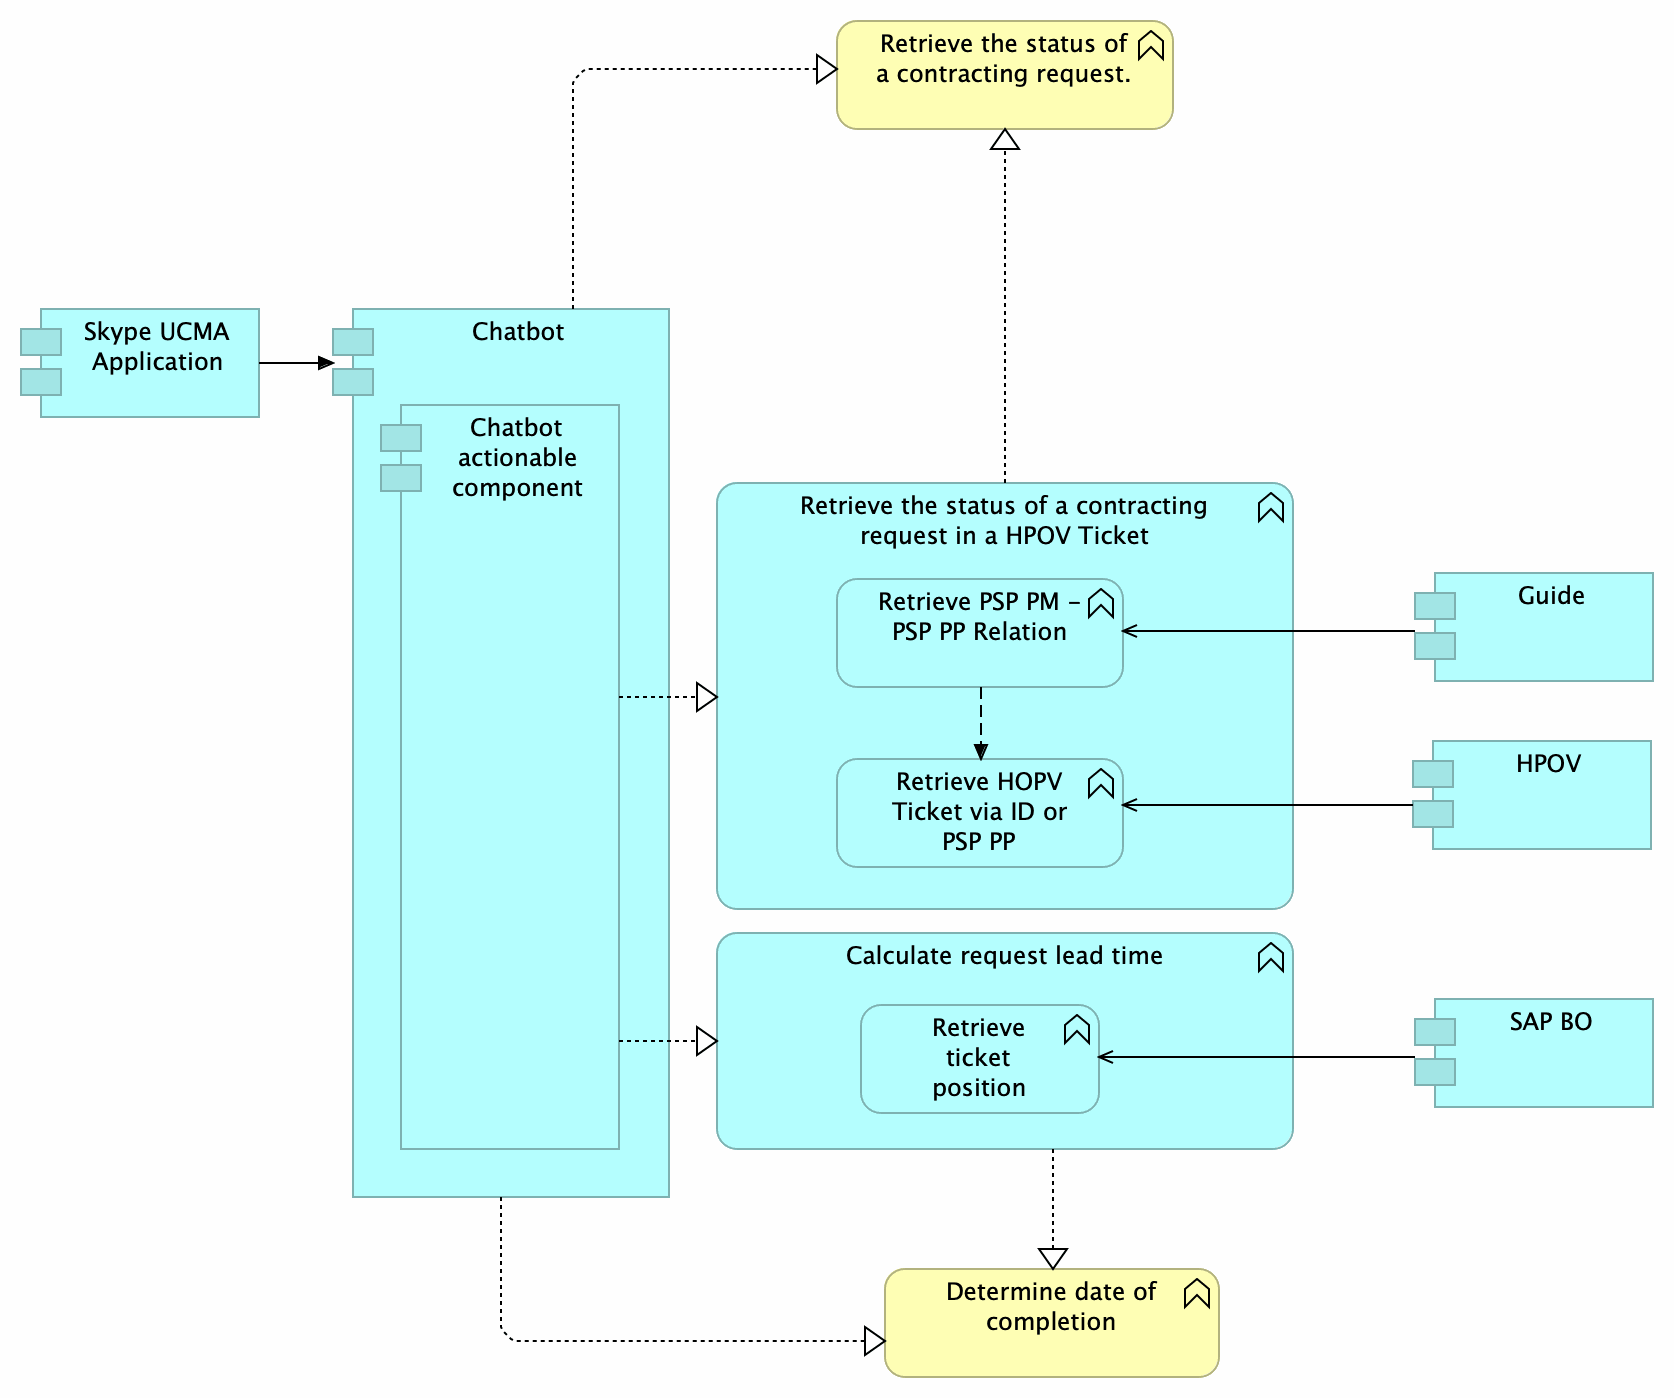 Retrieve the status of
a contracting request.
Skype UCMA
Application
Chatbot
Chatbot
actionable
component
Retrieve the status of a contracting
request in a HPOV Ticket
Retrieve PSP PM –
PSP PP Relation
Guide
Retrieve HOPV
Ticket via ID or
PSP PP
HPOV
Calculate request lead time
Retrieve
ticket
position
SAP BO
Determine date of
completion